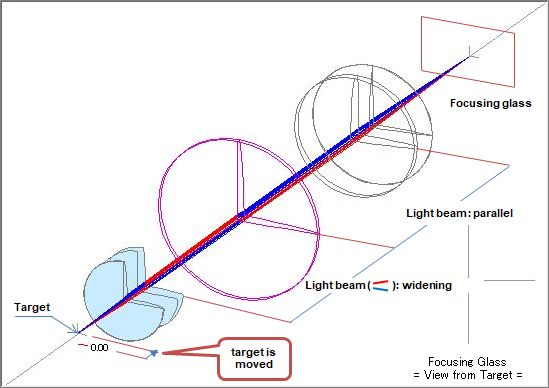 Focusing glass
Light beam: parallel
Light beam( ): widening
Target
0.00
target is
moved
Focusing Glass
= View from Target =